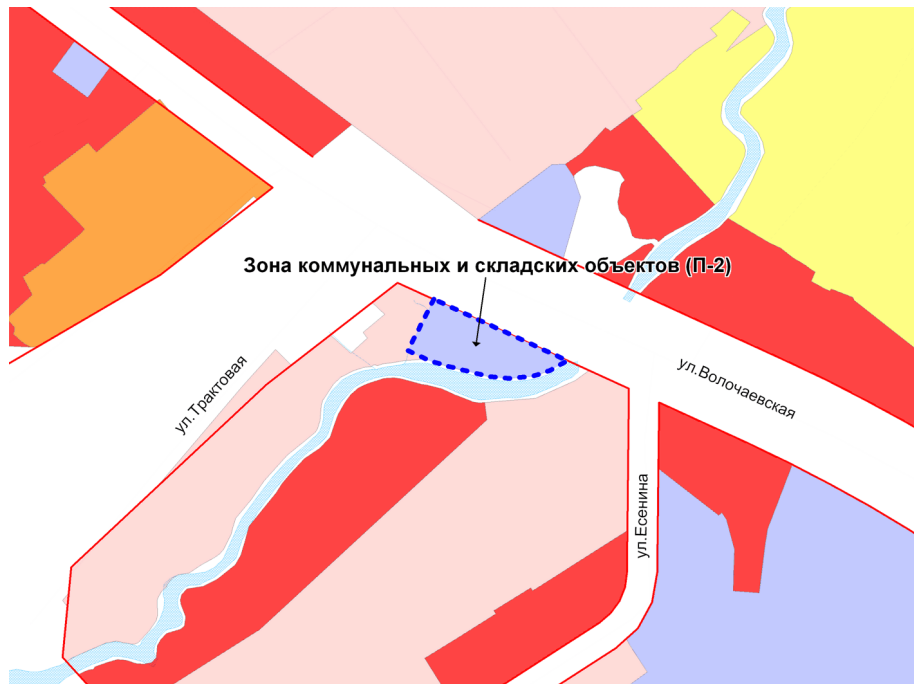 Зона коммунальных и складских объектов (П-2)
ул.Трактовая
ул.Волочаевская
ул.Есенина